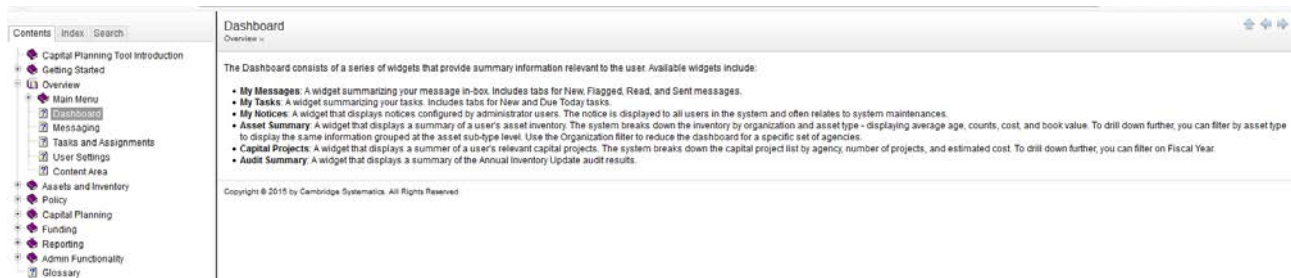 Contents Index Search
Capital Planning Tool Introduction
Getting Started
Overview
Main Menu
Dashboard
Messaging
Tasks and Assignments
User Settings
Content Area
Assets and Inventory
Policy
Capital Planning
Funding
Reporting
Admin Functionality
Glossary
Dashboard
Overview
The Dashboard consists of a series of widgets that provide summary information relevant to the user. Available widgets include:
• My Messages: A widget summarizing your message in-box. Includes tabs for New, Flagged, Read, and Sent messages.
• My Tasks: A widget summarizing your tasks. Includes tabs for New and Due Today tasks.
• My Notices: A widget that displays notices configured by administrator users. The notice is displayed to all users in the system and often relates to system maintenances.
• Asset Summary: A widget that displays a summary of a user's asset inventory. The system breaks down the inventory by organization and asset type - displaying average age, counts, cost, and book value. To drill down further, you can filter by asset type
to display the same information grouped at the asset sub-type level. Use the Organization filter to reduce the dashboard for a specific set of agencies.
• Capital Projects: A widget that displays a summer of a user's relevant capital projects. The system breaks down the capital project list by agency, number of projects, and estimated cost. To drill down further, you can filter on Fiscal Year.
• Audit Summary: A widget that displays a summary of the Annual Inventory Update audit results.
Copyright © 2015 by Cambridge Systematics. All Rights Reserved